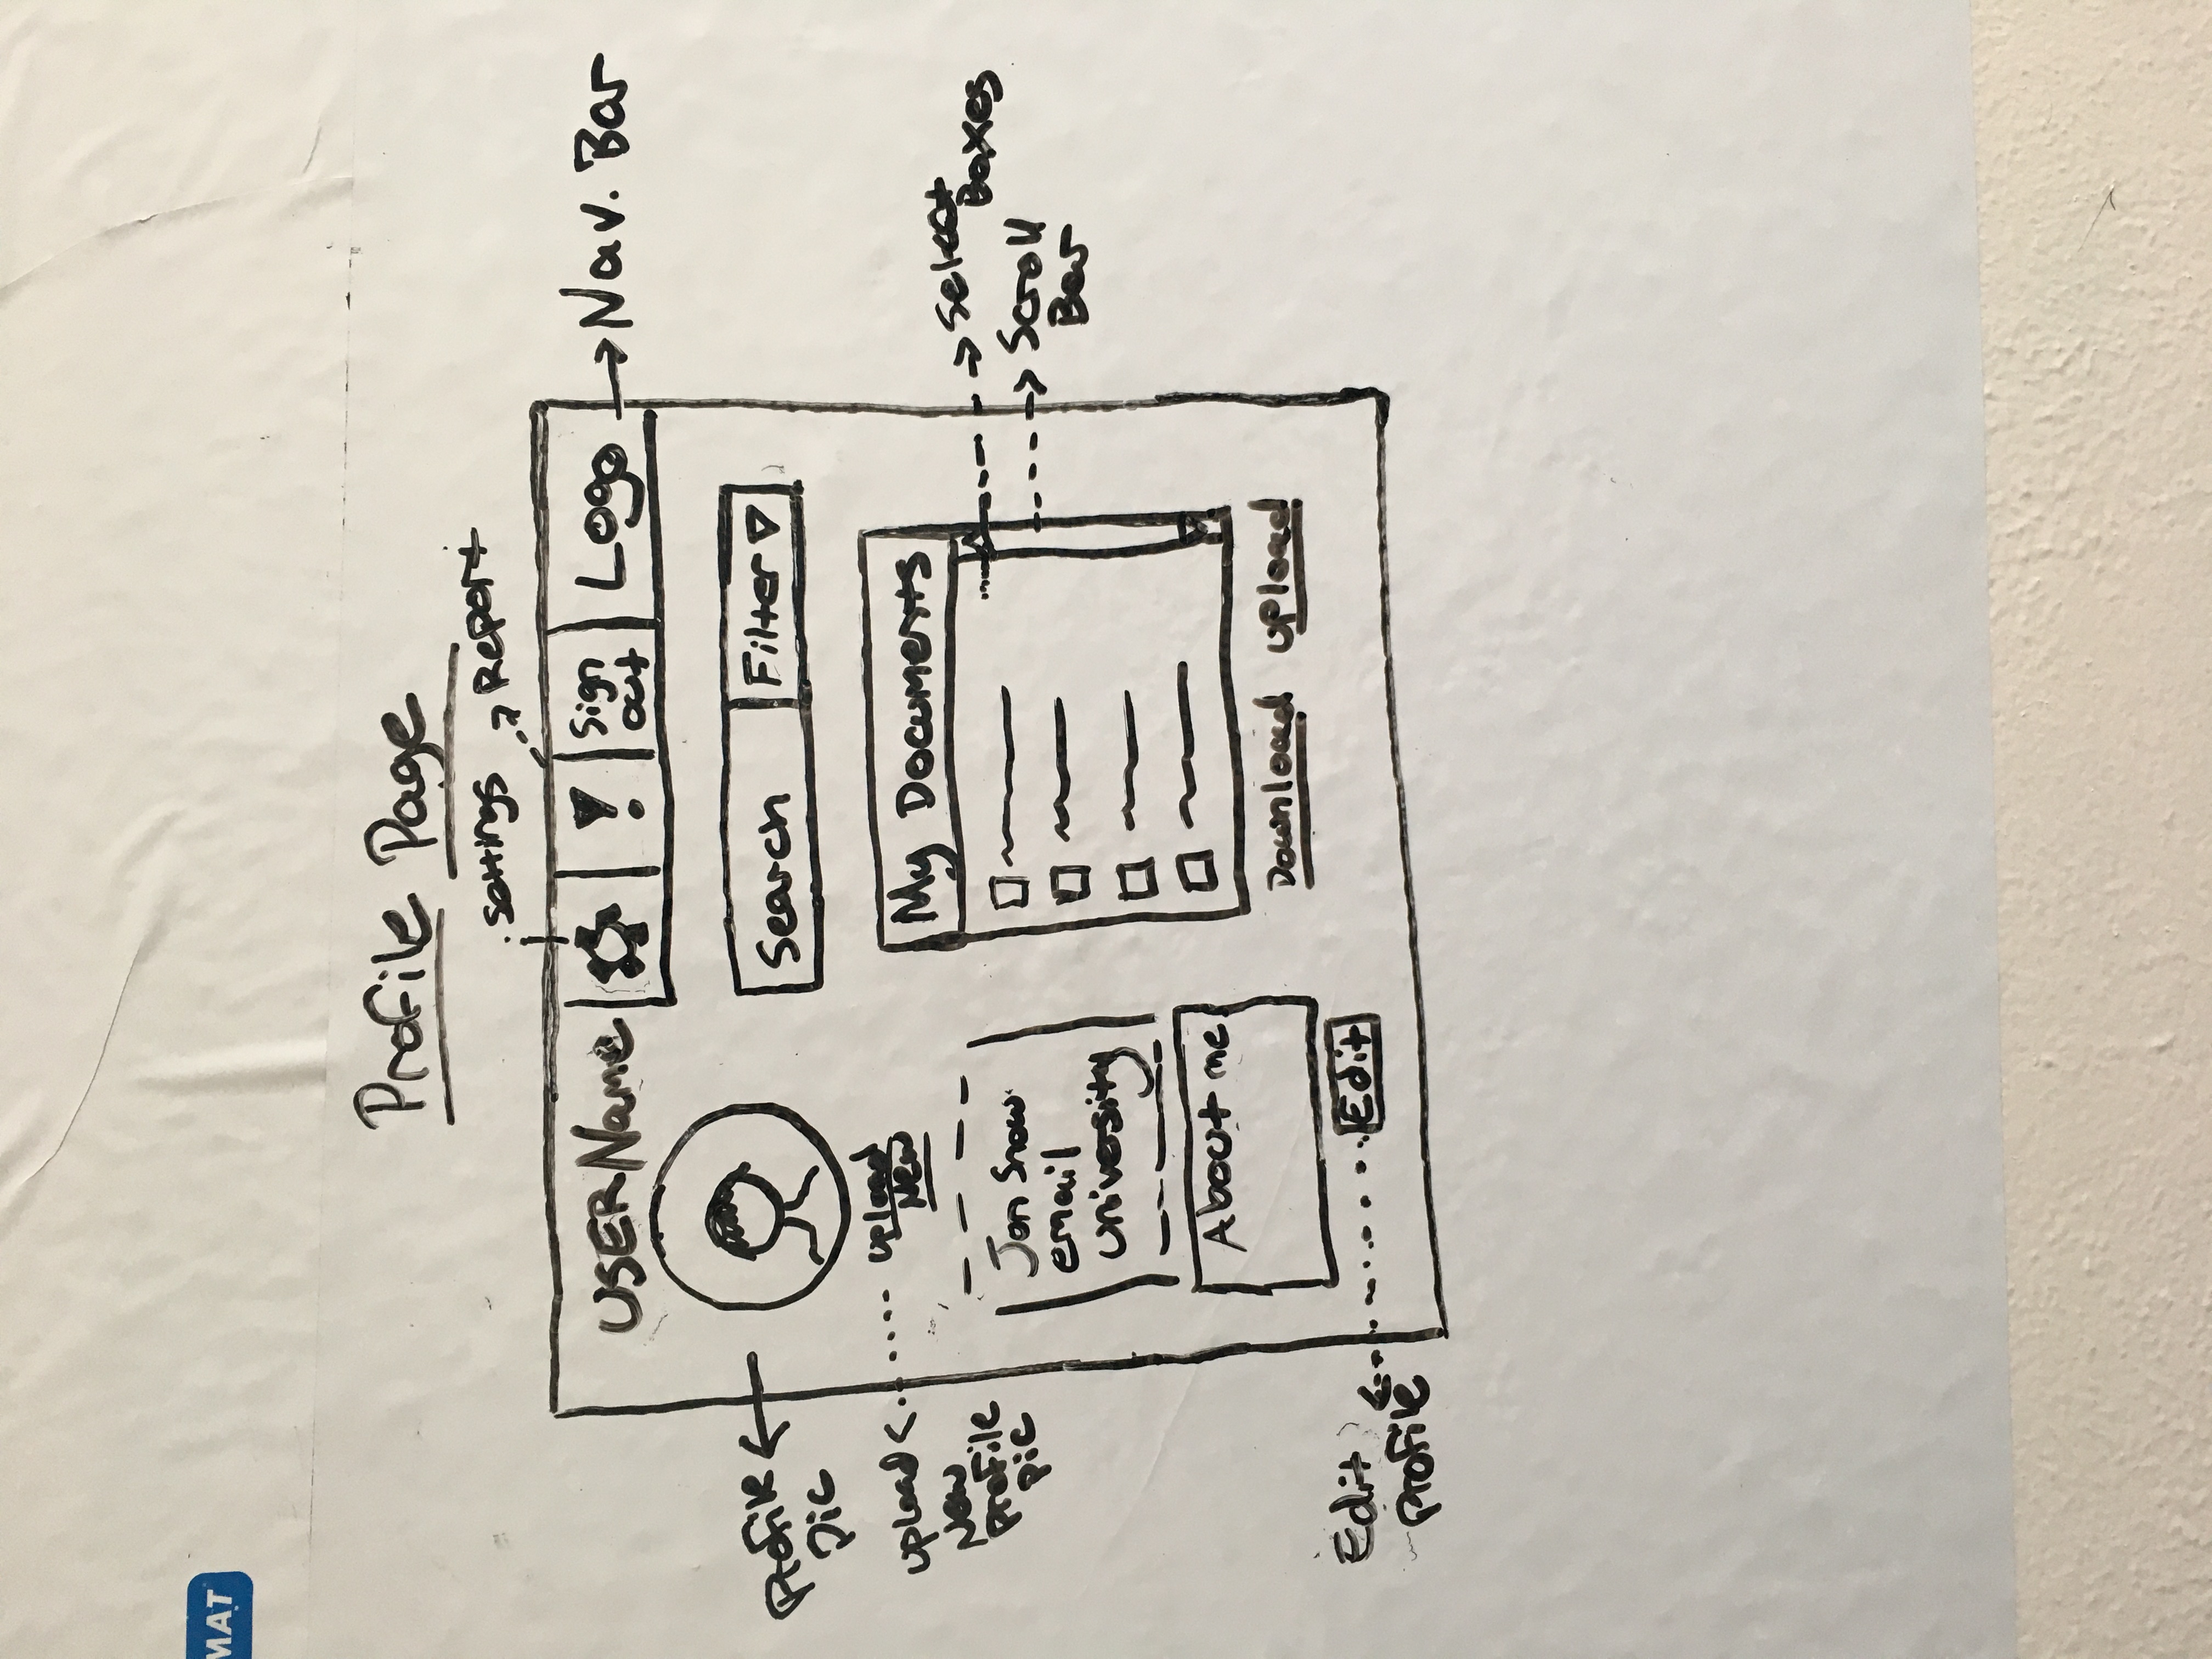 MAT
Profile Page
Settings
Report
USERName
Sign
out
Logo
Nav. Bar
Profile
pic
Search
Filter
upload
New
upload
New
profile
pic
My Documents
Select
Boxes
Scroll
Bar
Jon Snow
email
university
About me
Download upload
Edit
Edit
Profile